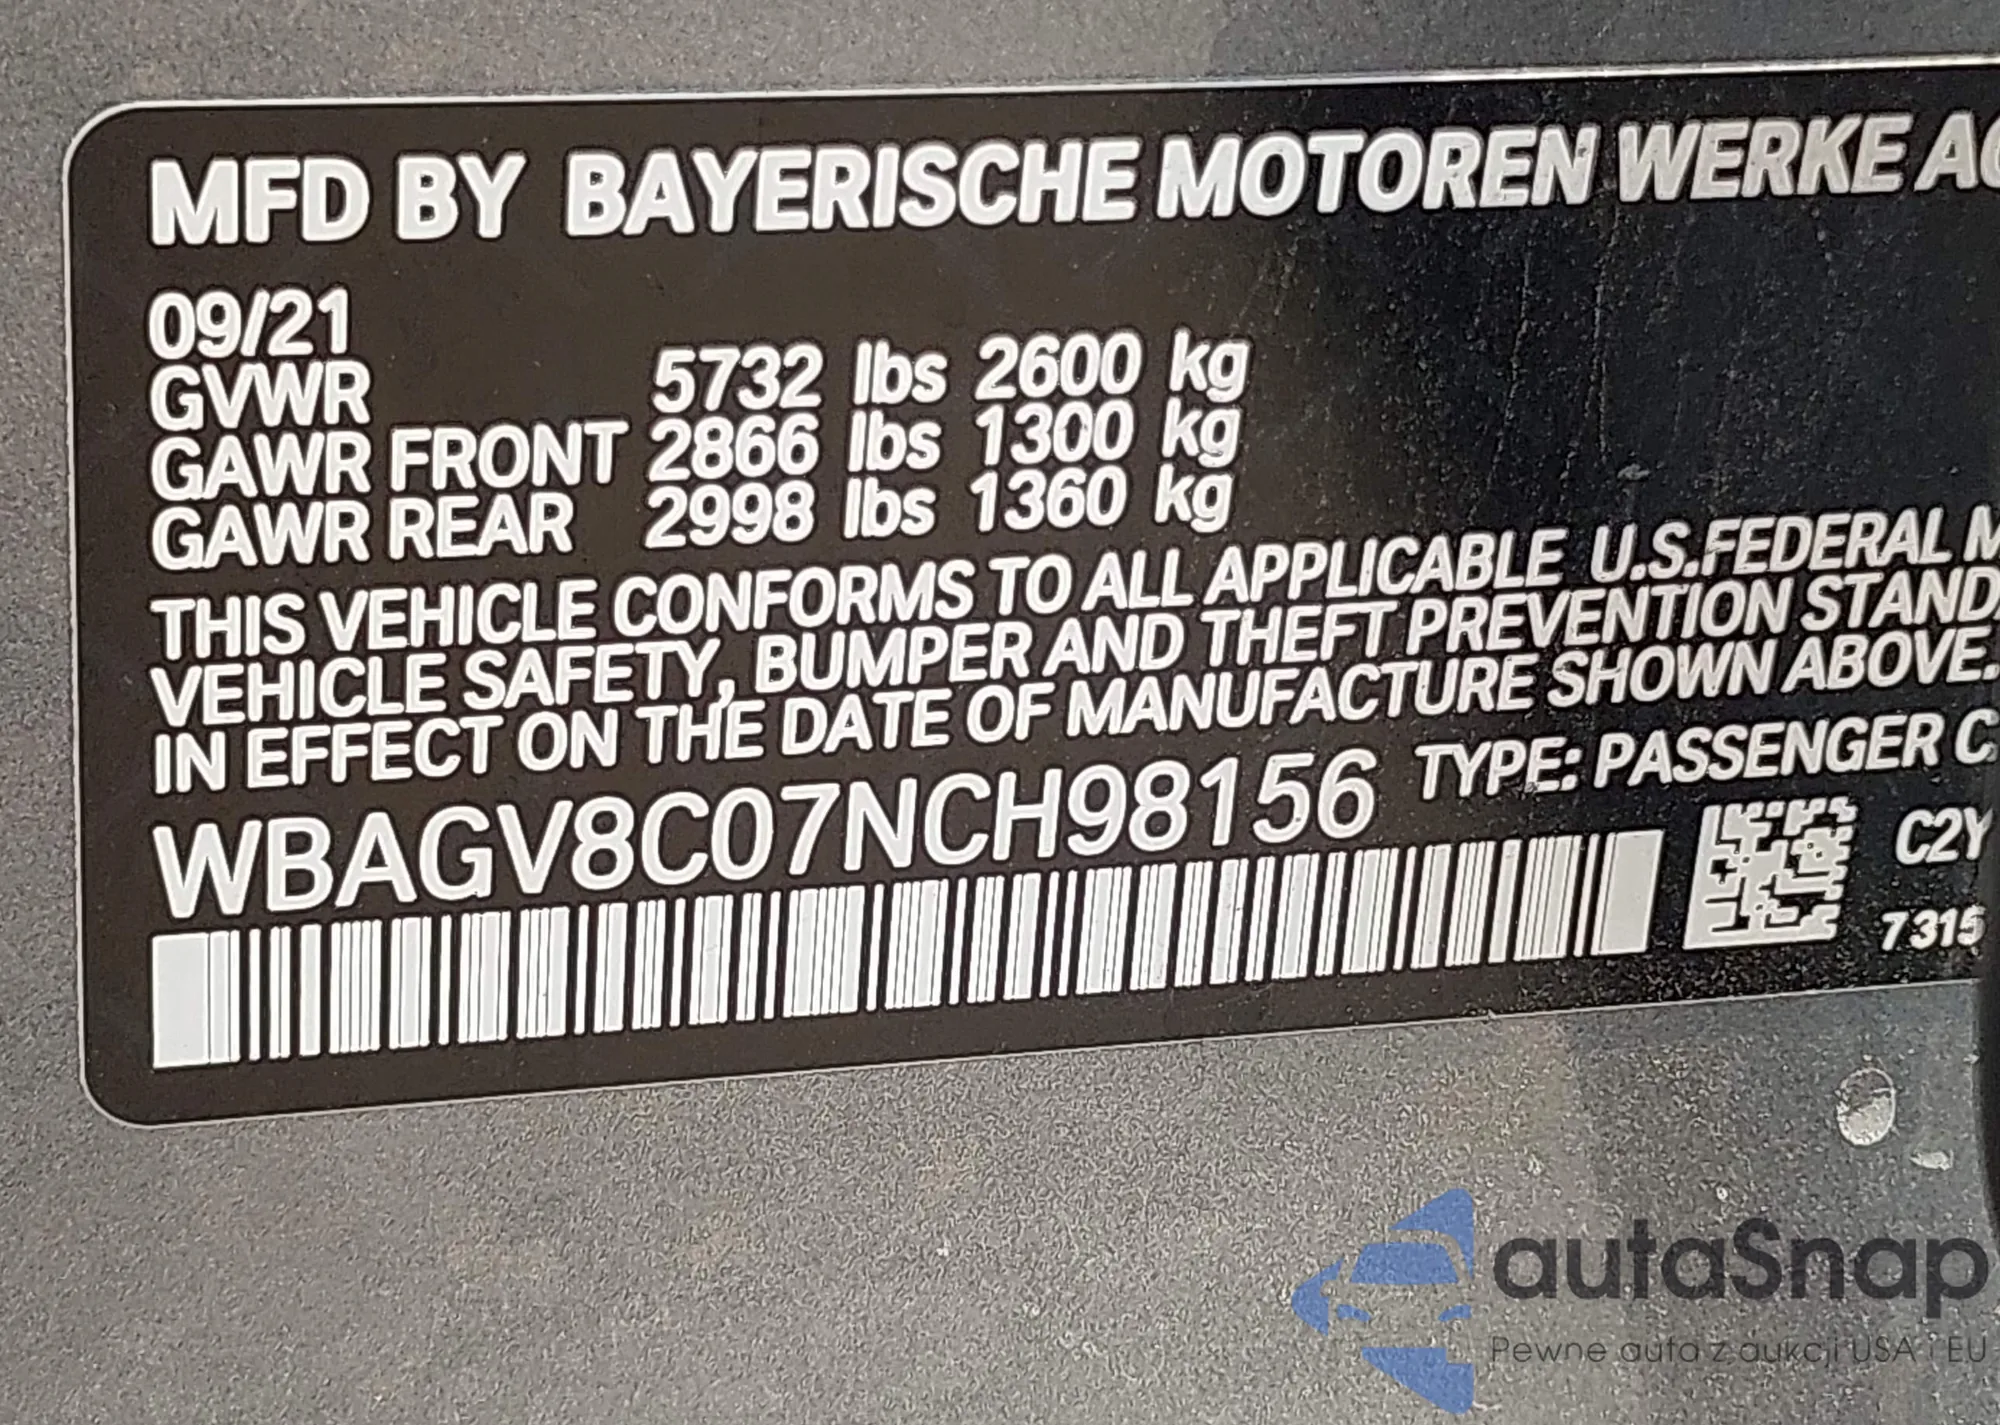 MFD BY BAYERISCHE MOTOREN WERKE AG
09/21
GVWR 5732 lbs 2600 kg
GAWR FRONT 2866 lbs 1300 kg
GAWR REAR 2998 lbs 1360 kg
THIS VEHICLE CONFORMS TO ALL APPLICABLE U.S.FEDERAL M
VEHICLE SAFETY, BUMPER AND THEFT PREVENTION STAND
IN EFFECT ON THE DATE OF MANUFACTURE SHOWN ABOVE.
WBAGV8C07NCH98156 TYPE: PASSENGER C
C2Y
7315
autaSnap
Pewne auta z aukcji USA i EU